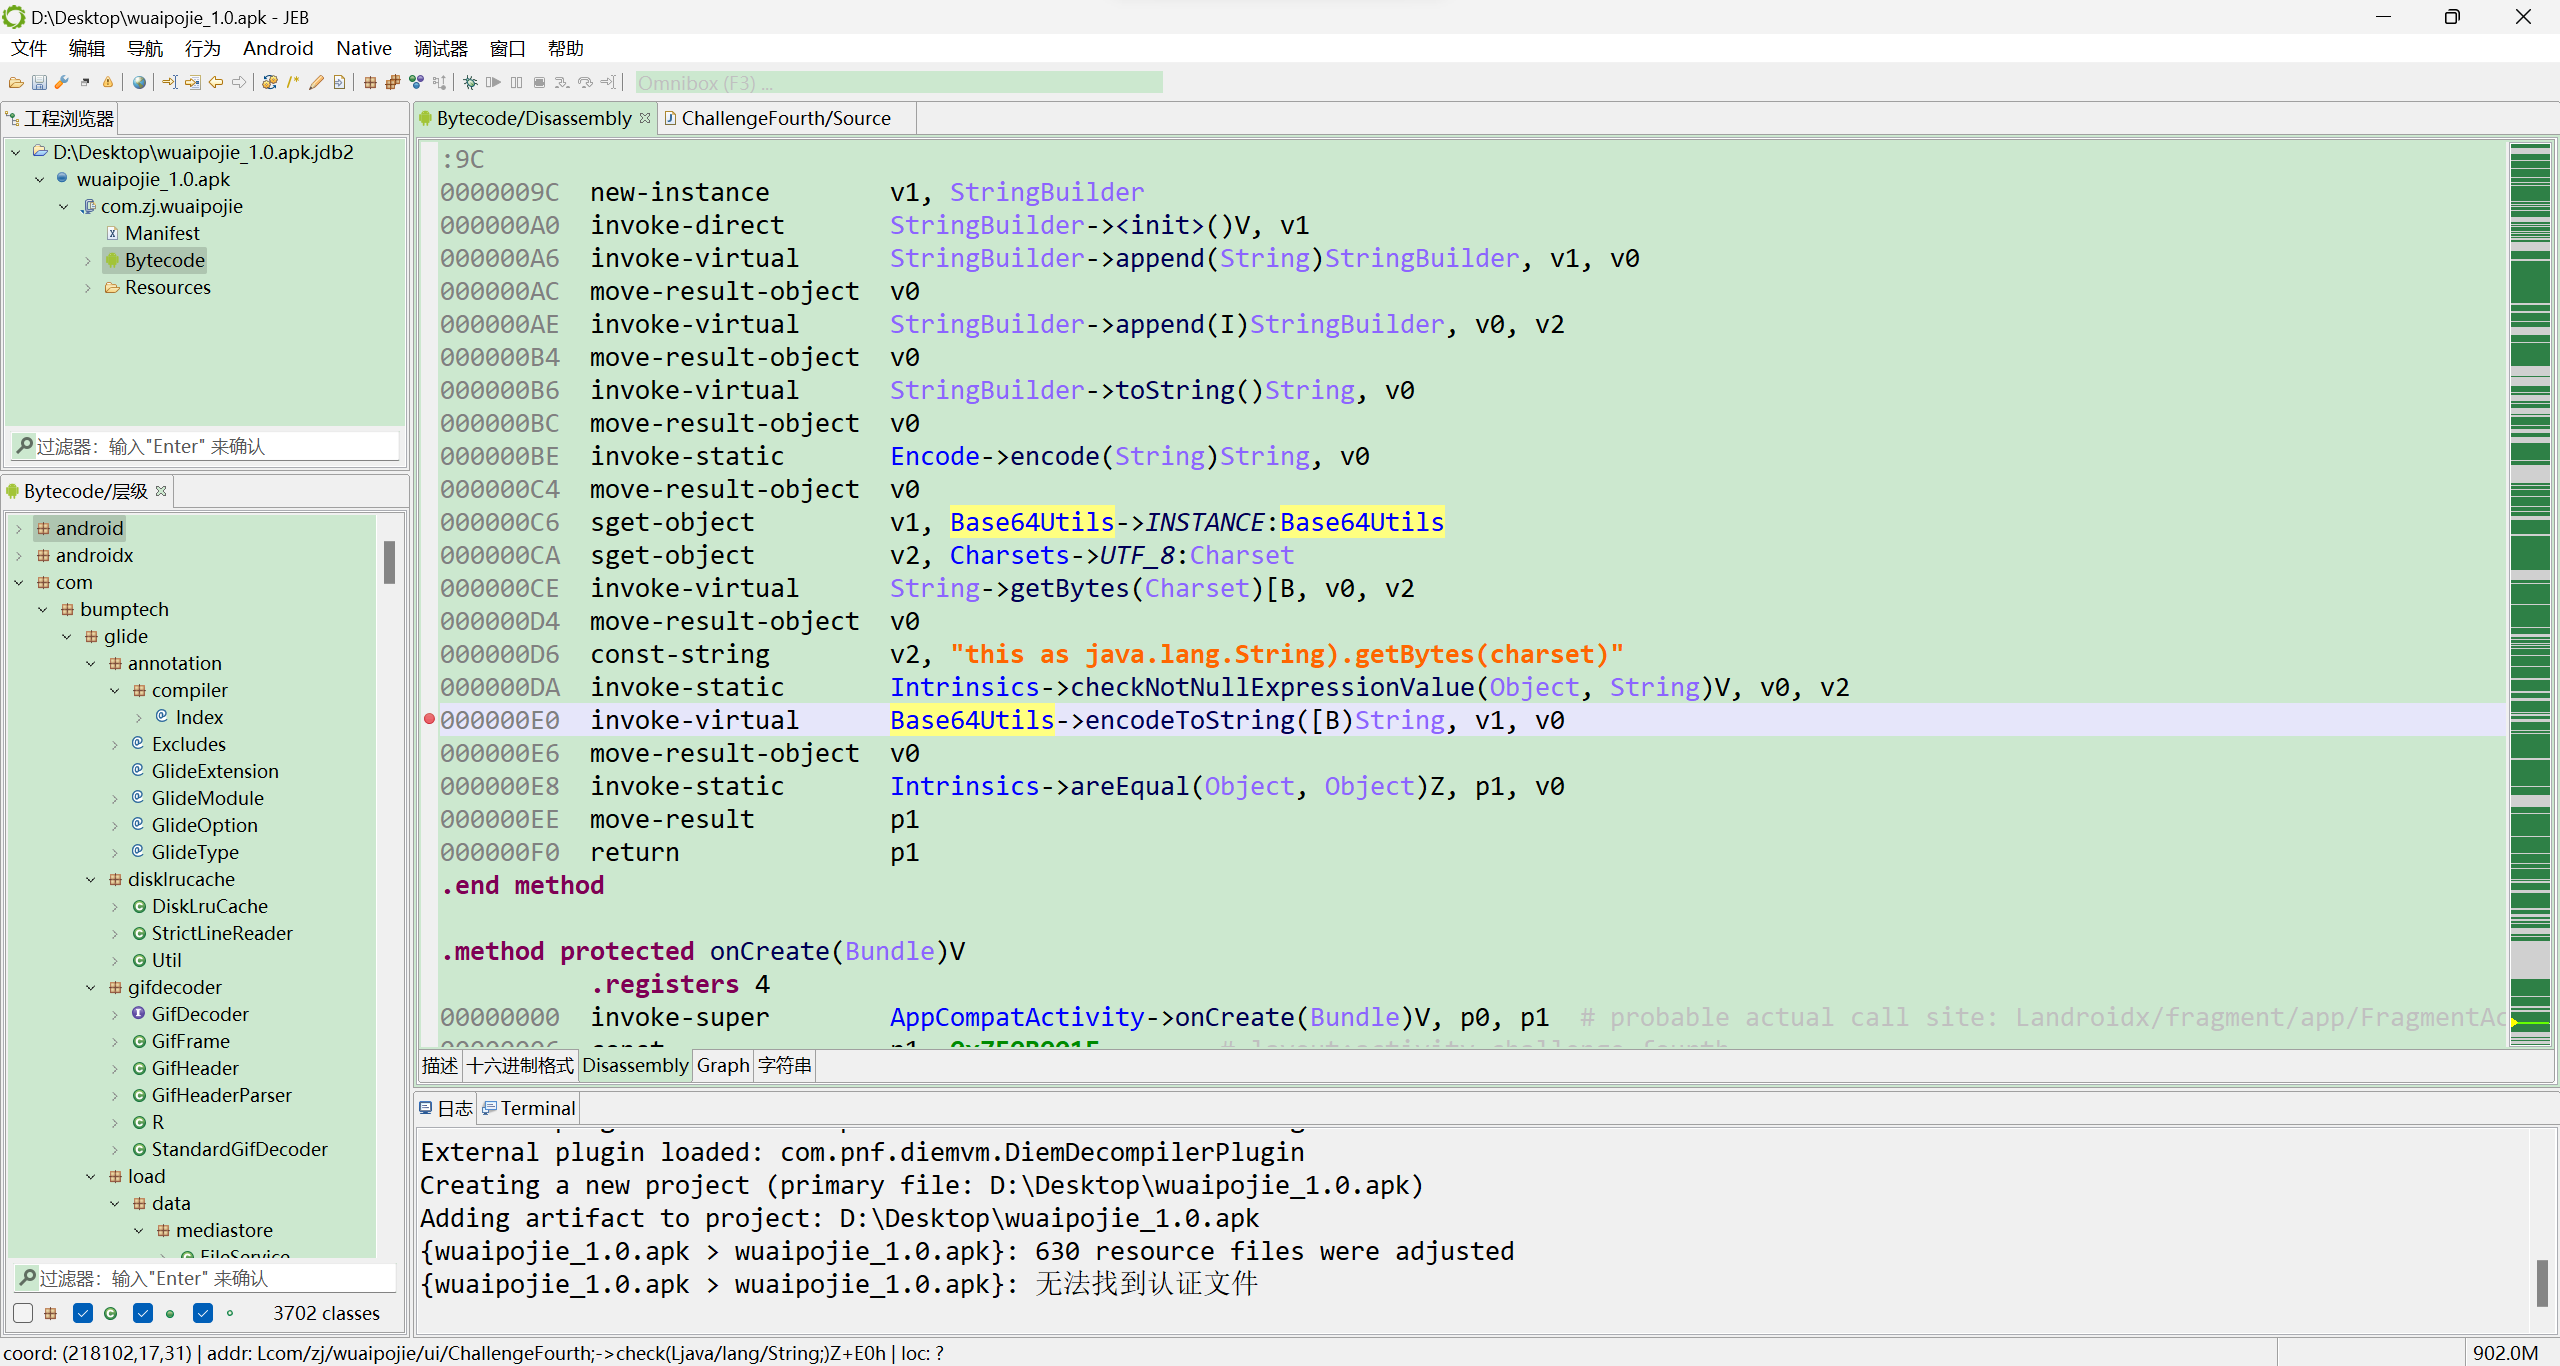 D:\Desktop\wuaipojie_1.0.apk - JEB
文件 编辑 导航 行为 Android Native 调试器 窗口 帮助
Omnibox (F3) ...
工程浏览器
D:\Desktop\wuaipojie_1.0.apk.jdb2
wuaipojie_1.0.apk
com.zj.wuaipojie
Manifest
Bytecode
Resources
过滤器：输入"Enter" 来确认
Bytecode/层级
android
androidx
com
bumptech
glide
annotation
compiler
Index
Excludes
GlideExtension
GlideModule
GlideOption
GlideType
disklrucache
DiskLruCache
StrictLineReader
Util
gifdecoder
GifDecoder
GifFrame
GifHeader
GifHeaderParser
R
StandardGifDecoder
load
data
mediastore
FileService
过滤器：输入"Enter" 来确认
3702 classes
Bytecode/Disassembly ChallengeFourth/Source
:9C
0000009C new-instance v1, StringBuilder
000000A0 invoke-direct StringBuilder-><init>()V, v1
000000A6 invoke-virtual StringBuilder->append(String)StringBuilder, v1, v0
000000AC move-result-object v0
000000AE invoke-virtual StringBuilder->append(I)StringBuilder, v0, v2
000000B4 move-result-object v0
000000B6 invoke-virtual StringBuilder->toString()String, v0
000000BC move-result-object v0
000000BE invoke-static Encode->encode(String)String, v0
000000C4 move-result-object v0
000000C6 sget-object v1, Base64Utils->INSTANCE:Base64Utils
000000CA sget-object v2, Charsets->UTF_8:Charset
000000CE invoke-virtual String->getBytes(Charset)[B, v0, v2
000000D4 move-result-object v0
000000D6 const-string v2, "this as java.lang.String).getBytes(charset)"
000000DA invoke-static Intrinsics->checkNotNullExpressionValue(Object, String)V, v0, v2
000000E0 invoke-virtual Base64Utils->encodeToString([B)String, v1, v0
000000E6 move-result-object v0
000000E8 invoke-static Intrinsics->areEqual(Object, Object)Z, p1, v0
000000EE move-result p1
000000F0 return p1
.end method
.method protected onCreate(Bundle)V
.registers 4
00000000 invoke-super AppCompatActivity->onCreate(Bundle)V, p0, p1 # probable actual call site: Landroidx/fragment/app/FragmentAc
描述 十六进制格式 Disassembly Graph 字符串
日志 Terminal
External plugin loaded: com.pnf.diemvm.DiemDecompilerPlugin
Creating a new project (primary file: D:\Desktop\wuaipojie_1.0.apk)
Adding artifact to project: D:\Desktop\wuaipojie_1.0.apk
{wuaipojie_1.0.apk > wuaipojie_1.0.apk}: 630 resource files were adjusted
{wuaipojie_1.0.apk > wuaipojie_1.0.apk}: 无法找到认证文件
coord: (218102,17,31) | addr: Lcom/zj/wuaipojie/ui/ChallengeFourth;->check(Ljava/lang/String;)Z+E0h | loc: ?
902.0M